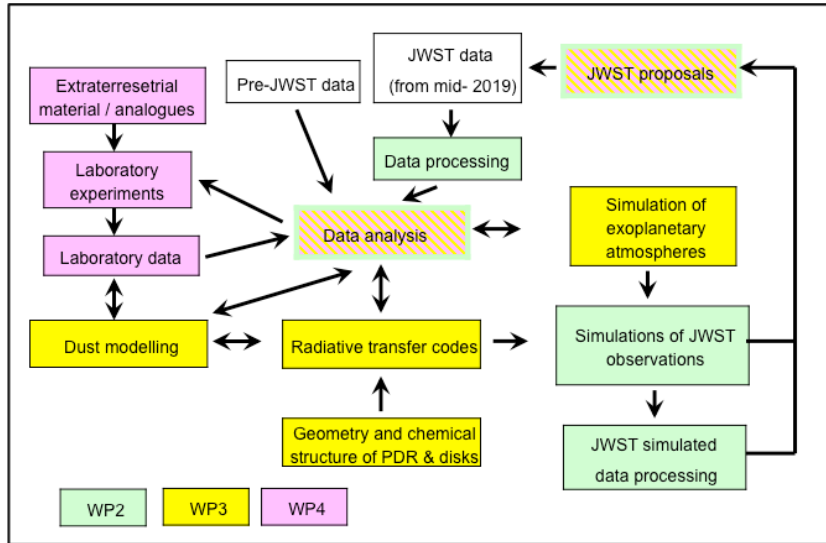 Extraterresetrial
material / analogues
Pre-JWST data
JWST data
(from mid- 2019)
JWST proposals
Laboratory
experiments
Data processing
Laboratory data
Data analysis
Simulation of
exoplanetary
atmospheres
Dust modelling
Radiative transfer codes
Simulations of JWST
observations
Geometry and chemical
structure of PDR & disks
JWST simulated
data processing
WP2
WP3
WP4